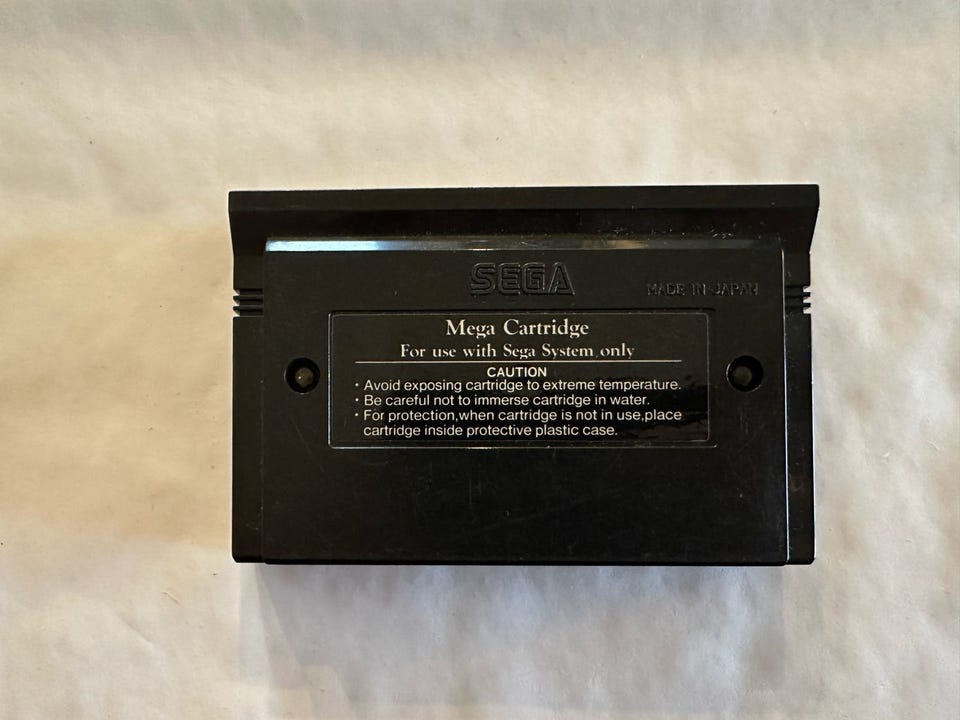 SEGA
MADE IN JAPAN
Mega Cartridge
For use with Sega System only
CAUTION
・Avoid exposing cartridge to extreme temperature.
・Be careful not to immerse cartridge in water.
・For protection,when cartridge is not in use,place
cartridge inside protective plastic case.